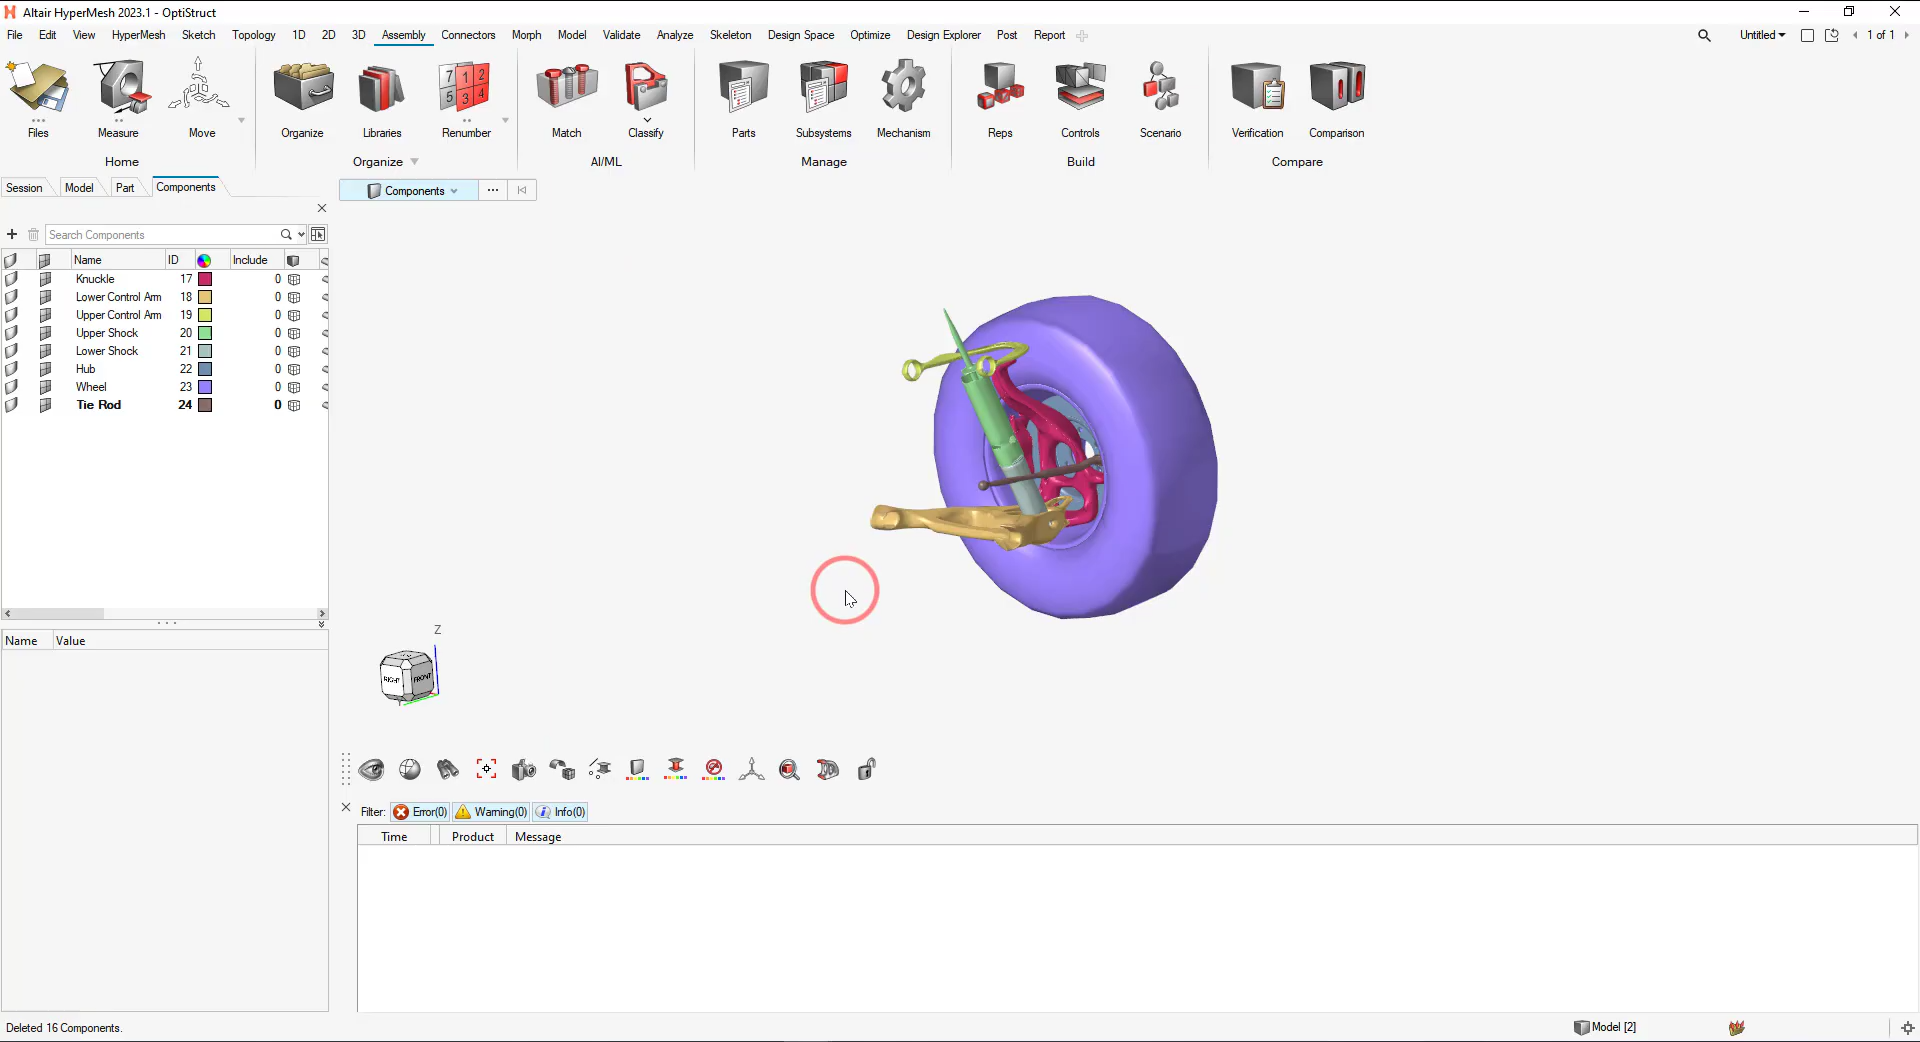 Altair HyperMesh 2023.1 - OptiStruct
File Edit View HyperMesh Sketch Topology 1D 2D 3D Assembly Connectors Morph Model Validate Analyze Skeleton Design Space Optimize Design Explorer Post Report Untitled 1 of 1
Files Measure Move Organize Libraries Renumber Match Classify Parts Subsystems Mechanism Reps Controls Scenario Verification Comparison
Home Organize AI/ML Manage Build Compare
Session Model Part Components
Components
Search Components
Name ID Include
Knuckle 17 0
Lower Control Arm 18 0
Upper Control Arm 19 0
Upper Shock 20 0
Lower Shock 21 0
Hub 22 0
Wheel 23 0
Tie Rod 24 0
Name Value
Z
RIGHT FRONT
Filter: Error(0) Warning(0) Info(0)
Time Product Message
Deleted 16 Components.
Model [2]